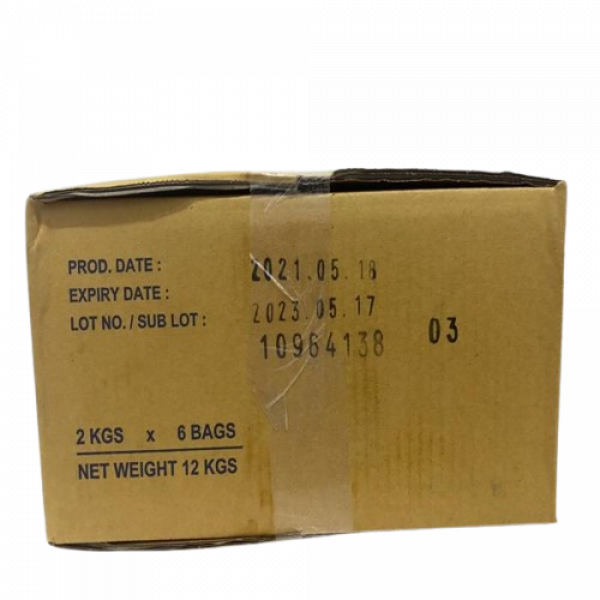 PROD. DATE : 2021.05.18
EXPIRY DATE : 2023.05.17
LOT NO. / SUB LOT : 10964138 03
2 KGS x 6 BAGS
NET WEIGHT 12 KGS